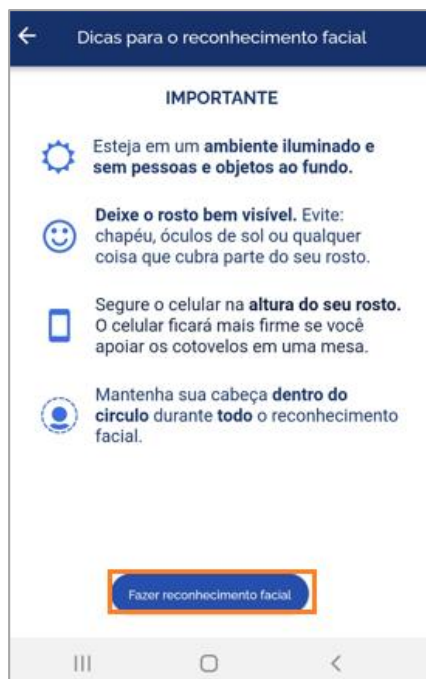 Dicas para o reconhecimento facial
IMPORTANTE
Esteja em um ambiente iluminado e
sem pessoas e objetos ao fundo.
Deixe o rosto bem visível. Evite:
chapéu, óculos de sol ou qualquer
coisa que cubra parte do seu rosto.
Segure o celular na altura do seu rosto.
O celular ficará mais firme se você
apoiar os cotovelos em uma mesa.
Mantenha sua cabeça dentro do
circulo durante todo o reconhecimento
facial.
Fazer reconhecimento facial